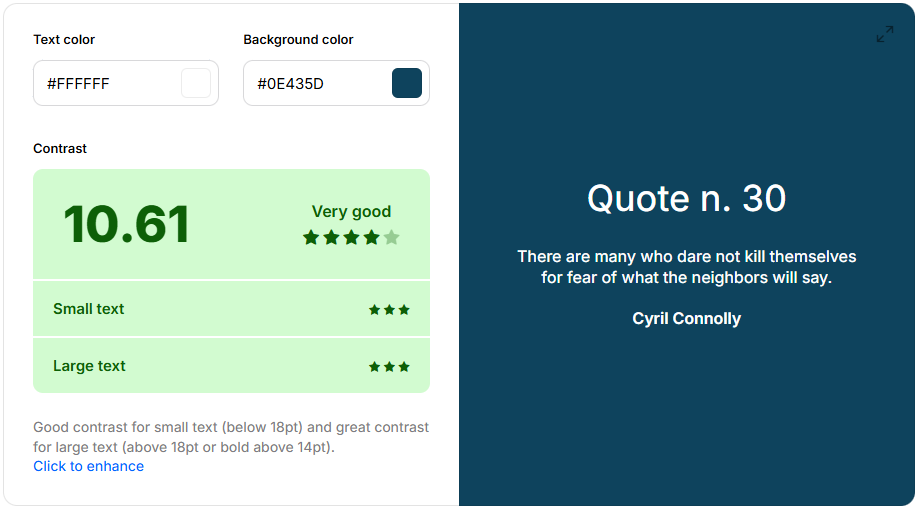 Text color
Background color
#FFFFFF
#0E435D
Contrast
10.61
Very good
Small text
Large text
Good contrast for small text (below 18pt) and great contrast
for large text (above 18pt or bold above 14pt).
Click to enhance
Quote n. 30
There are many who dare not kill themselves
for fear of what the neighbors will say.
Cyril Connolly